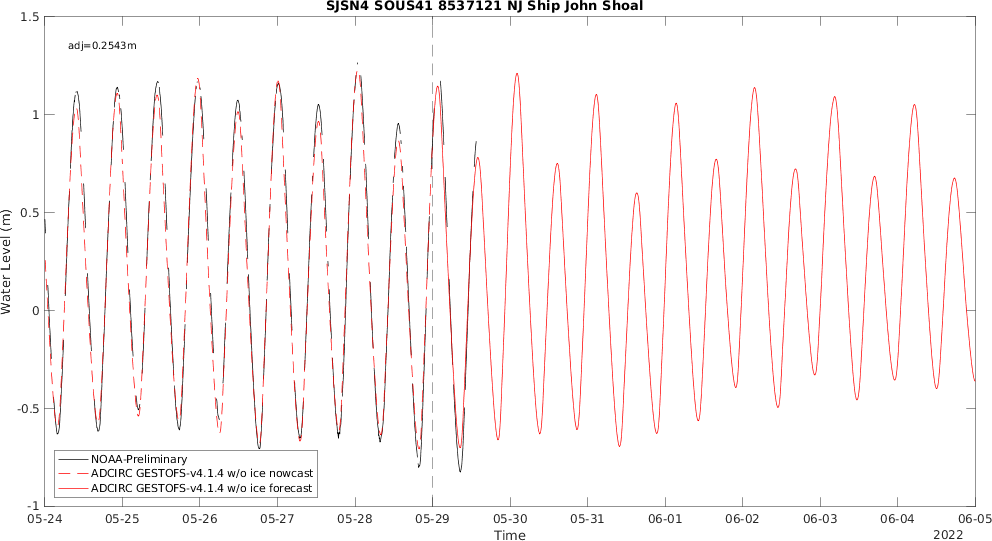 SJSN4 SOUS41 8537121 NJ Ship John Shoal
adj=0.2543m
Water Level (m)
1.5
1
0.5
0
-0.5
-1
NOAA-Preliminary
ADCIRC GESTOFS-v4.1.4 w/o ice nowcast
ADCIRC GESTOFS-v4.1.4 w/o ice forecast
05-24 05-25 05-26 05-27 05-28 05-29 05-30 05-31 06-01 06-02 06-03 06-04 06-05
Time
2022